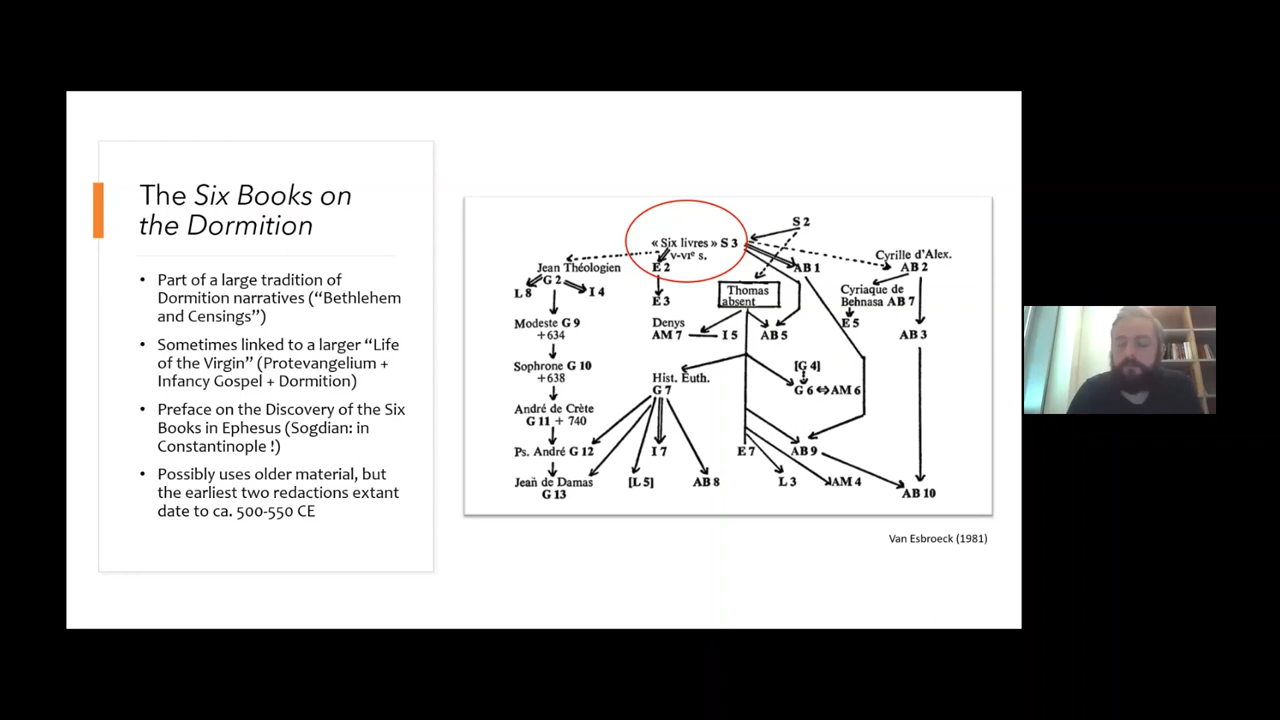 The Six Books on
the Dormition
• Part of a large tradition of
Dormition narratives (“Bethlehem
and Censings”)
• Sometimes linked to a larger “Life
of the Virgin” (Protevangelium +
Infancy Gospel + Dormition)
• Preface on the Discovery of the Six
Books in Ephesus (Sogdian: in
Constantinople !)
• Possibly uses older material, but
the earliest two redactions extant
date to ca. 500-550 CE
S 2
« Six livres » S 3
v-vıᵉ s.
Cyrille d'Alex.
AB 2
Jean Théologien
G 2
E 2
AB 1
L 8
I 4
E 3
Thomas
absent
Cyriaque de
Behnasa AB 7
Modeste G 9
+634
Denys
AM 7
I 5
AB 5
E 5
AB 3
Sophrone G 10
+638
Hist. Euth.
G 7
[G 4]
G 6 ⇔ AM 6
André de Crète
G 11 + 740
Ps. André G 12
I 7
E 7
AB 9
Jean de Damas
G 13
[L 5]
AB 8
L 3
AM 4
AB 10
Van Esbroeck (1981)